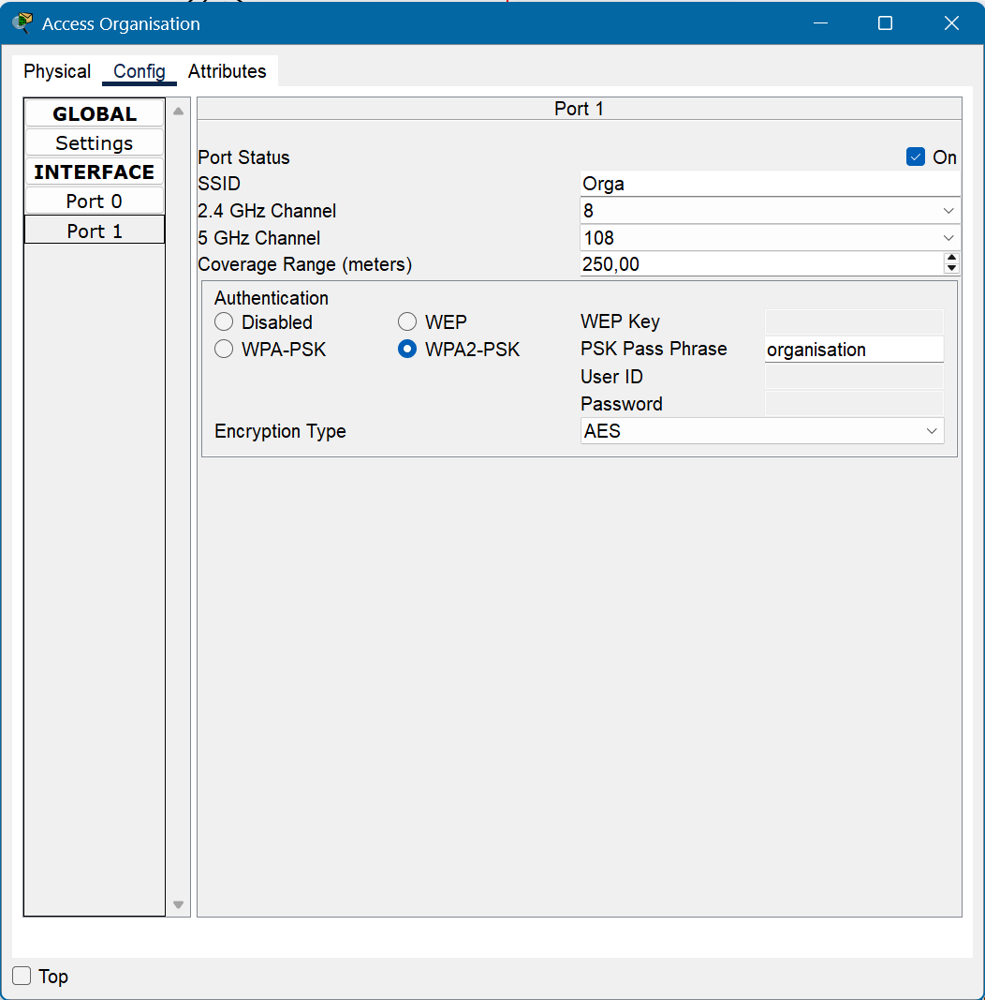 Access Organisation
Physical Config Attributes
GLOBAL
Settings
INTERFACE
Port 0
Port 1
Port 1
Port Status On
SSID Orga
2.4 GHz Channel 8
5 GHz Channel 108
Coverage Range (meters) 250,00
Authentication
Disabled WEP WEP Key
WPA-PSK WPA2-PSK PSK Pass Phrase organisation
User ID
Password
Encryption Type AES
Top